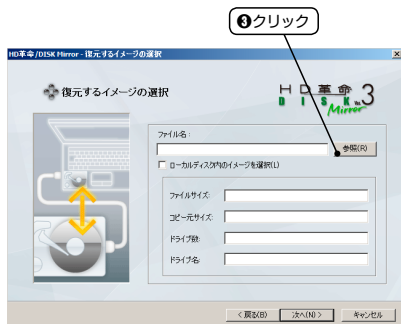 ❸クリック
HD革命/DISK Mirror - 復元するイメージの選択
復元するイメージの選択
HD革命
DISK Ver.3
Mirror
ファイル名:
参照(R)
ローカルディスク内のイメージを選択(L)
ファイルサイズ:
コピー元サイズ:
ドライブ数:
ドライブ名:
< 戻る(B)
次へ(N) >
キャンセル